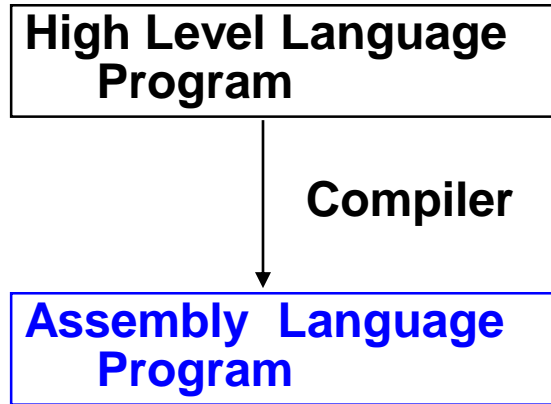 High Level Language
Program
Compiler
Assembly Language
Program